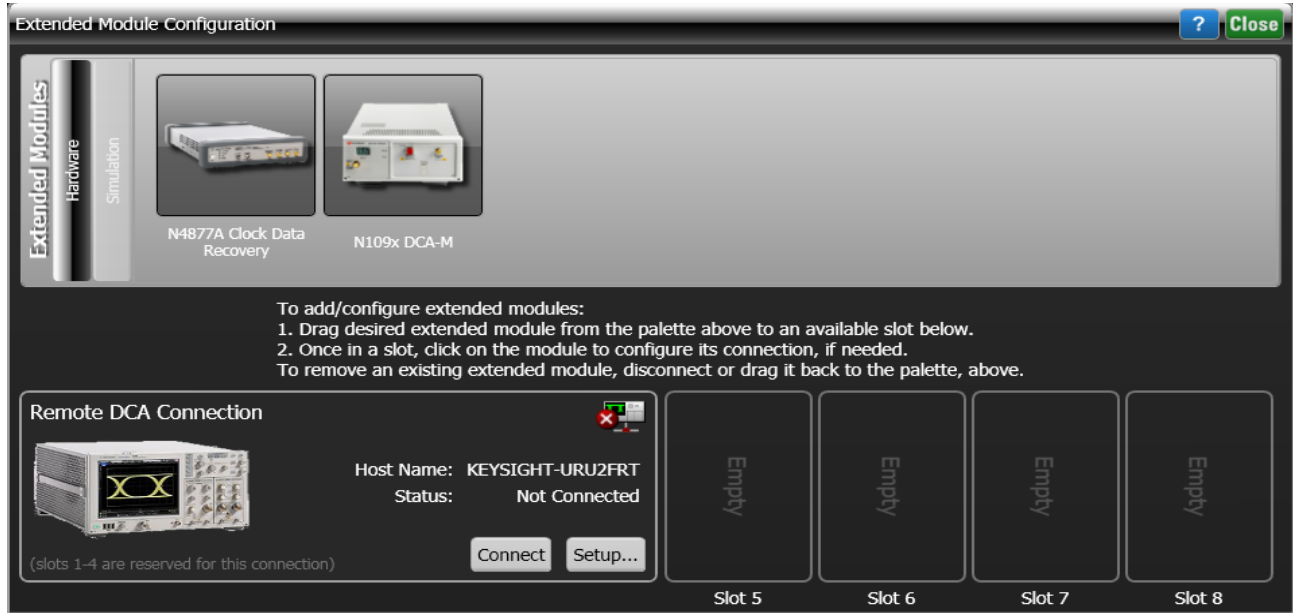 Extended Module Configuration
?
Close
Extended Modules
Hardware
Simulation
N4877A Clock Data
Recovery
N109x DCA-M
To add/configure extended modules:
1. Drag desired extended module from the palette above to an available slot below.
2. Once in a slot, click on the module to configure its connection, if needed.
To remove an existing extended module, disconnect or drag it back to the palette, above.
Remote DCA Connection
Host Name: KEYSIGHT-URU2FRT
Status: Not Connected
(slots 1-4 are reserved for this connection)
Connect
Setup...
Empty
Empty
Empty
Empty
Slot 5
Slot 6
Slot 7
Slot 8